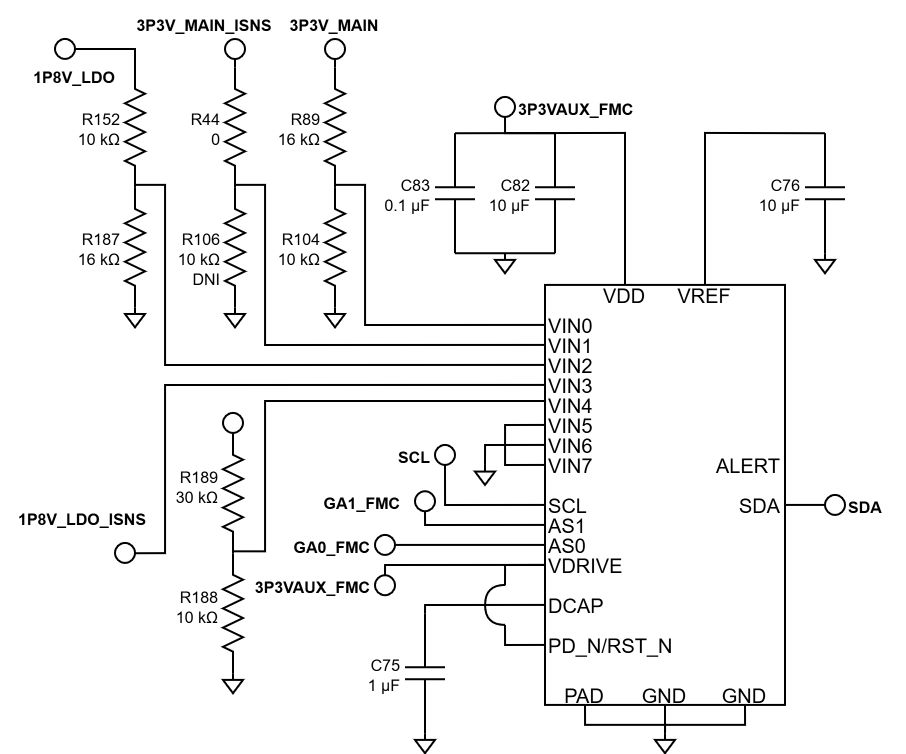 3P3V_MAIN_ISNS
3P3V_MAIN
1P8V_LDO
R152
10 kΩ
R44
0
R89
16 kΩ
3P3VAUX_FMC
C83
0.1 µF
C82
10 µF
C76
10 µF
R187
16 kΩ
R106
10 kΩ
DNI
R104
10 kΩ
VDD
VREF
VIN0
VIN1
VIN2
VIN3
VIN4
VIN5
VIN6
VIN7
ALERT
SCL
R189
30 kΩ
GA1_FMC
SCL
SDA
SDA
1P8V_LDO_ISNS
AS1
GA0_FMC
AS0
3P3VAUX_FMC
VDRIVE
R188
10 kΩ
DCAP
PD_N/RST_N
C75
1 µF
PAD
GND
GND